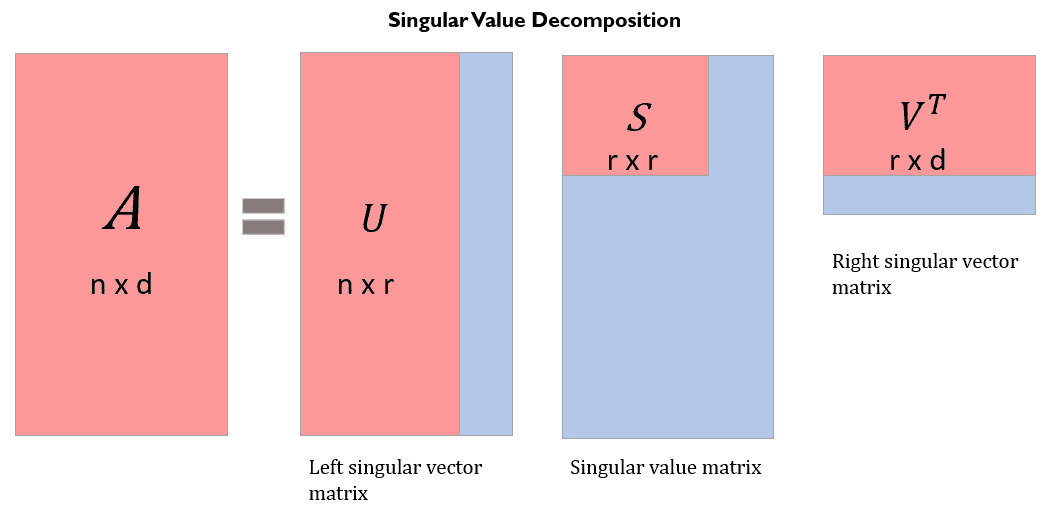 Singular Value Decomposition
A
n x d
=
U
n x r
S
r x r
V^T
r x d
Left singular vector
matrix
Singular value matrix
Right singular vector
matrix